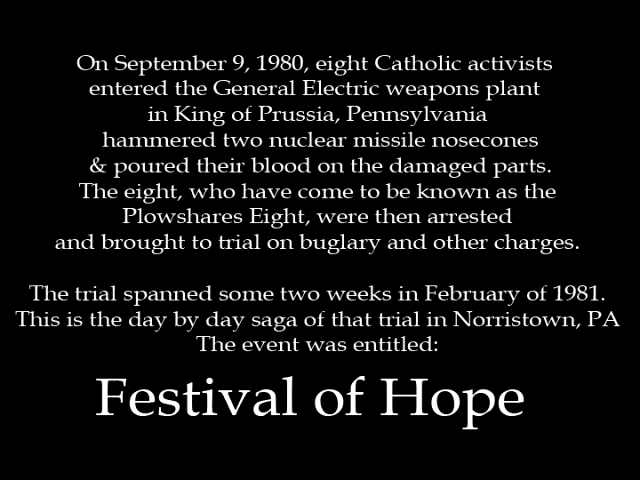 On September 9, 1980, eight Catholic activists
entered the General Electric weapons plant
in King of Prussia, Pennsylvania
hammered two nuclear missile nosecones
& poured their blood on the damaged parts.
The eight, who have come to be known as the
Plowshares Eight, were then arrested
and brought to trial on buglary and other charges.
The trial spanned some two weeks in February of 1981.
This is the day by day saga of that trial in Norristown, PA
The event was entitled:
Festival of Hope